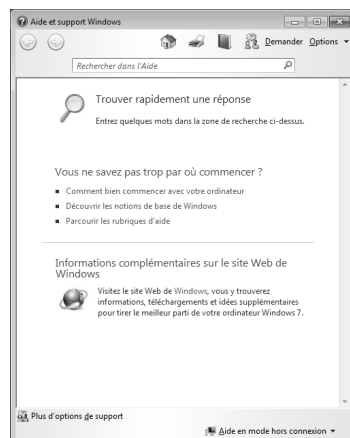 Aide et support Windows
Demander Options
Rechercher dans l'Aide
Trouver rapidement une réponse
Entrez quelques mots dans la zone de recherche ci-dessus.
Vous ne savez pas trop par où commencer ?
Comment bien commencer avec votre ordinateur
Découvrir les notions de base de Windows
Parcourir les rubriques d'aide
Informations complémentaires sur le site Web de
Windows
Visitez le site Web de Windows, vous y trouverez
informations, téléchargements et idées supplémentaires
pour tirer le meilleur parti de votre ordinateur Windows 7.
Plus d'options de support
Aide en mode hors connexion